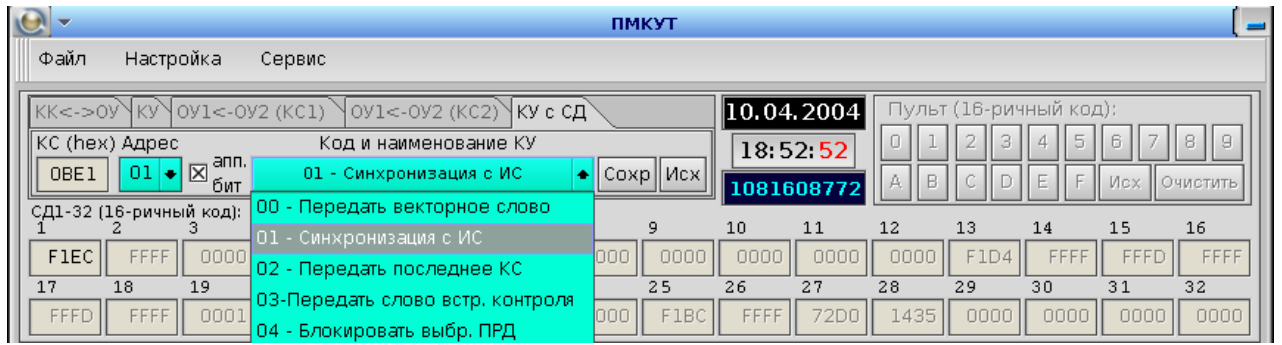 ПМКУТ
Файл Настройка Сервис
КК<->ОУ КУ ОУ1<-ОУ2 (КС1) ОУ1<-ОУ2 (КС2) КУ с СД
10.04.2004
Пульт (16-ричный код):
КС (hex) Адрес Код и наименование КУ
0 1 2 3 4 5 6 7 8 9
18:52:52
0BE1 01 апп. бит 01 - Синхронизация с ИС Сохр Исх
1081608772
A B C D E F Исх Очистить
СД1-32 (16-ричный код):
00 - Передать векторное слово
01 - Синхронизация с ИС
02 - Передать последнее КС
03-Передать слово встр. контроля
04 - Блокировать выбр. ПРД
1 2 3 9 10 11 12 13 14 15 16
F1EC FFFF 0000 000 0000 0000 0000 0000 F1D4 FFFF FFFD FFFF
17 18 19 25 26 27 28 29 30 31 32
FFFD FFFF 0001 000 F1BC FFFF 72D0 1435 0000 0000 0000 0000